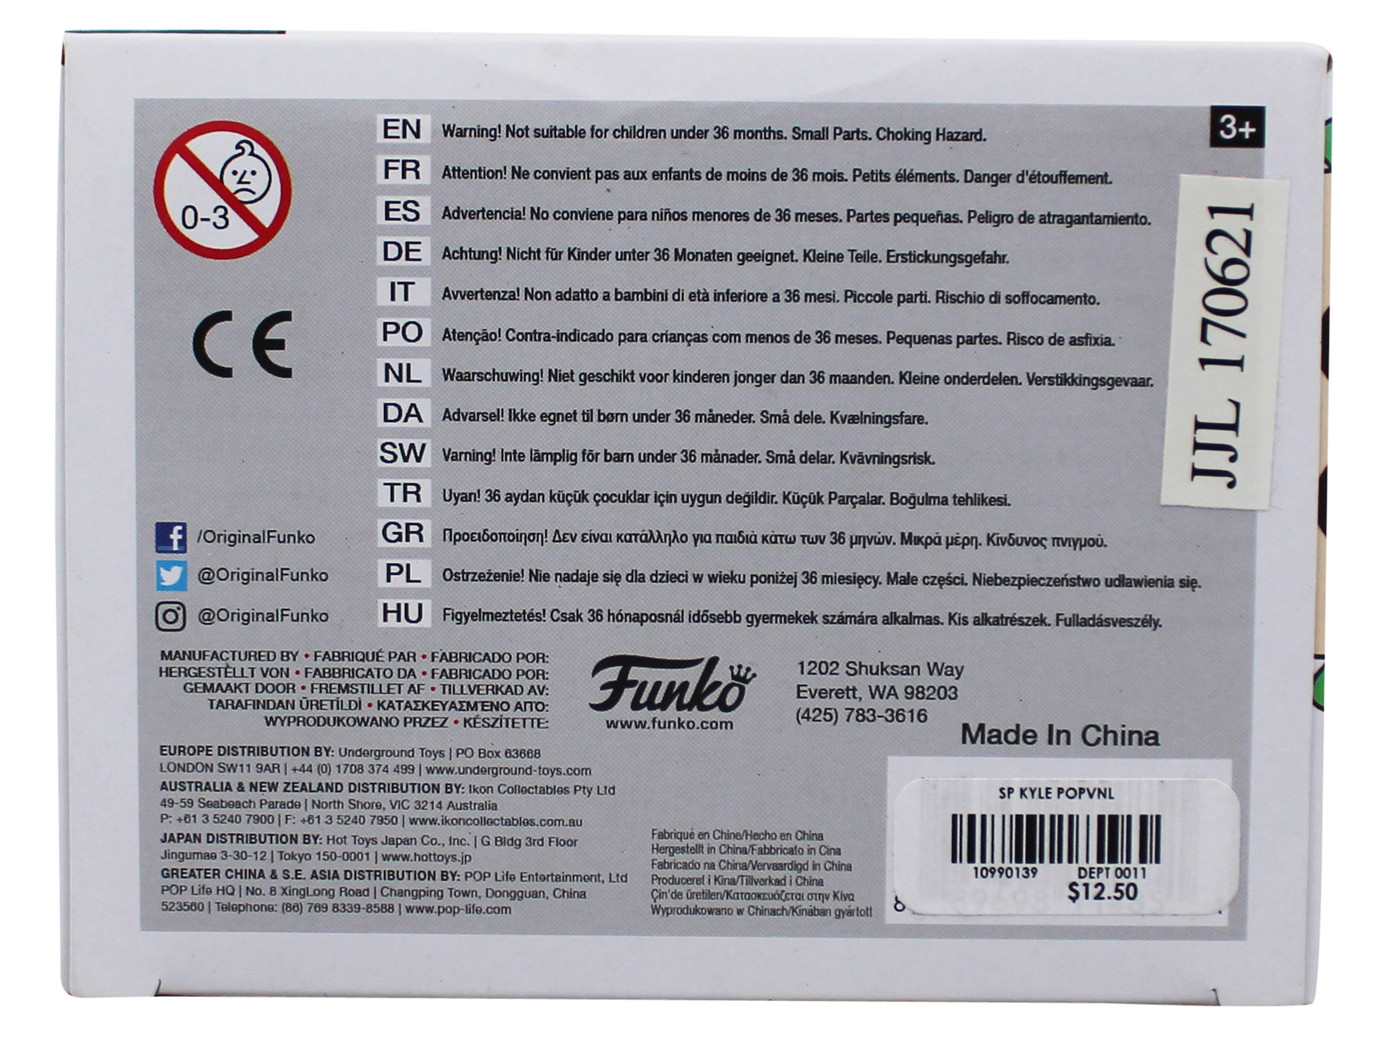 EN Warning! Not suitable for children under 36 months. Small Parts. Choking Hazard.
3+
FR Attention! Ne convient pas aux enfants de moins de 36 mois. Petits éléments. Danger d'étouffement.
0-3
ES Advertencia! No conviene para niños menores de 36 meses. Partes pequeñas. Peligro de atragantamiento.
DE Achtung! Nicht für Kinder unter 36 Monaten geeignet. Kleine Teile. Erstickungsgefahr.
IT Avvertenza! Non adatto a bambini di età inferiore a 36 mesi. Piccole parti. Rischio di soffocamento.
CE
PO Atenção! Contra-indicado para crianças com menos de 36 meses. Pequenas partes. Risco de asfixia.
NL Waarschuwing! Niet geschikt voor kinderen jonger dan 36 maanden. Kleine onderdelen. Verstikkingsgevaar.
DA Advarsel! Ikke egnet til børn under 36 måneder. Små dele. Kvælningsfare.
SW Varning! Inte lämplig för barn under 36 månader. Små delar. Kvävningsrisk.
TR Uyan! 36 aydan küçük çocuklar için uygun değildir. Küçük Parçalar. Boğulma tehlikesi.
GR Προειδοποίηση! Δεν είναι κατάλληλο για παιδιά κάτω των 36 μηνών. Μικρά μέρη. Κίνδυνος πνιγμού.
PL Ostrzeżenie! Nie nadaje się dla dzieci w wieku poniżej 36 miesięcy. Małe części. Niebezpieczeństwo udławienia się.
HU Figyelmeztetés! Csak 36 hónaposnál idősebb gyermekek számára alkalmas. Kis alkatrészek. Fulladásveszély.
JJL 170621
/OriginalFunko
@OriginalFunko
@OriginalFunko
MANUFACTURED BY • FABRIQUÉ PAR • FABRICADO POR:
HERGESTELLT VON • FABBRICATO DA • FABRICADO POR:
GEMAAKT DOOR • FREMSTILLET AF • TILLVERKAD AV:
TARAFINDAN ÜRETİLDİ • ΚΑΤΑΣΚΕΥΑΣΜΈΝΟ ΑΠΌ:
WYPRODUKOWANO PRZEZ • KÉSZÍTETTE:
Funko
www.funko.com
1202 Shuksan Way
Everett, WA 98203
(425) 783-3616
Made In China
EUROPE DISTRIBUTION BY: Underground Toys | PO Box 63668
LONDON SW11 9AR | +44 (0) 1708 374 499 | www.underground-toys.com
AUSTRALIA & NEW ZEALAND DISTRIBUTION BY: Ikon Collectables Pty Ltd
49-59 Seabeach Parade | North Shore, VIC 3214 Australia
P: +61 3 5240 7900 | F: +61 3 5240 7950 | www.ikoncollectables.com.au
JAPAN DISTRIBUTION BY: Hot Toys Japan Co., Inc. | G Bldg 3rd Floor
Jingumae 3-30-12 | Tokyo 150-0001 | www.hottoys.jp
GREATER CHINA & S.E. ASIA DISTRIBUTION BY: POP Life Entertainment, Ltd
POP Life HQ | No. 8 XingLong Road | Changping Town, Dongguan, China
523560 | Telephone: (86) 769 8339-8588 | www.pop-life.com
Fabriqué en Chine/Hecho en China
Hergestellt in China/Fabbricato in Cina
Fabricado na China/Vervaardigd in China
Producerel i Kina/Tillverkad i China
Çin'de üretilen/Κατασκευάζεται στην Κίνα
Wyprodukowano w Chinach/Kínában gyártott
SP KYLE POPVNL
10990139 DEPT 0011
$12.50